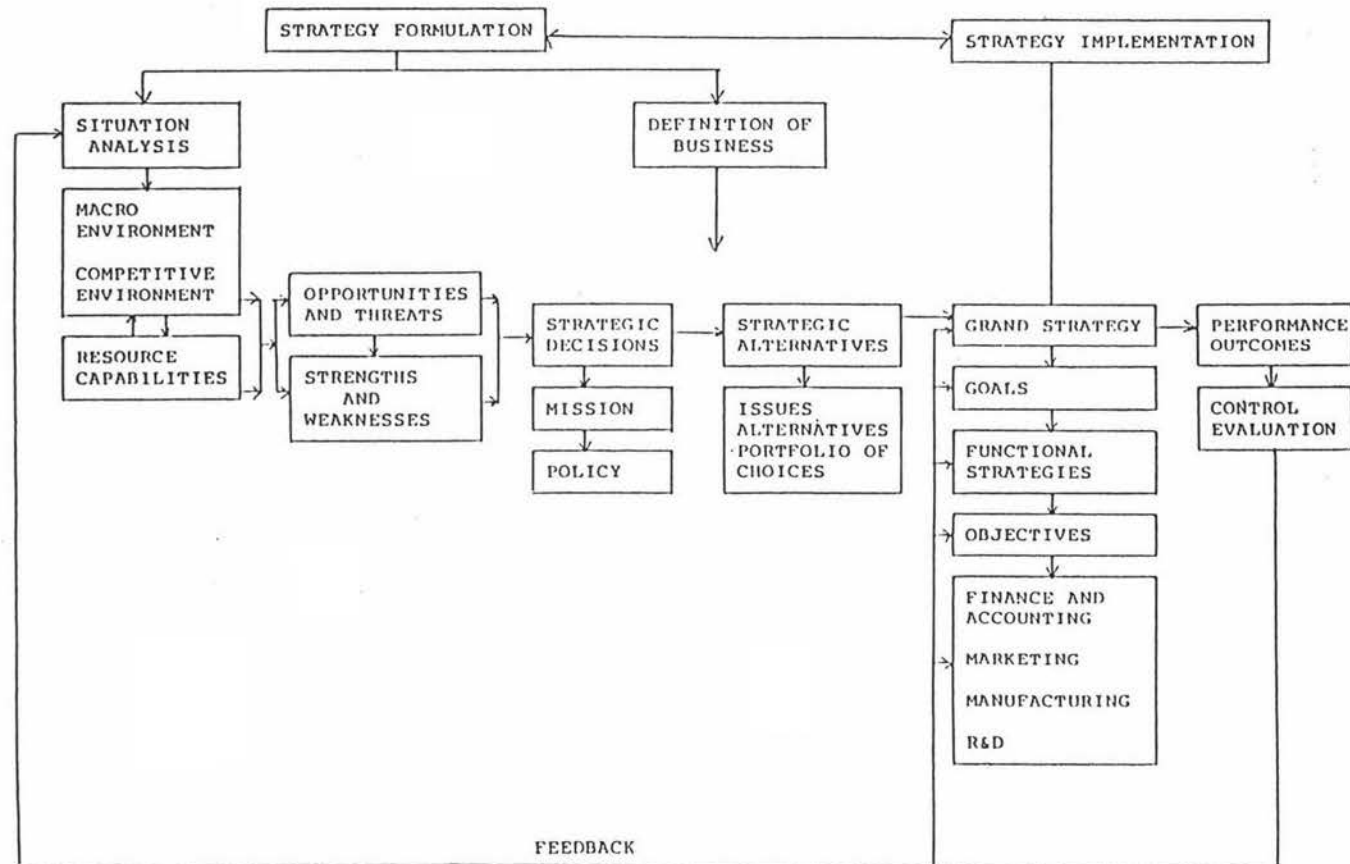 STRATEGY FORMULATION
STRATEGY IMPLEMENTATION
SITUATION
ANALYSIS
DEFINITION OF
BUSINESS
MACRO
ENVIRONMENT
COMPETITIVE
ENVIRONMENT
RESOURCE
CAPABILITIES
OPPORTUNITIES
AND THREATS
STRENGTHS
AND
WEAKNESSES
STRATEGIC
DECISIONS
MISSION
POLICY
STRATEGIC
ALTERNATIVES
ISSUES
ALTERNATIVES
PORTFOLIO OF
CHOICES
GRAND STRATEGY
GOALS
FUNCTIONAL
STRATEGIES
OBJECTIVES
FINANCE AND
ACCOUNTING
MARKETING
MANUFACTURING
R&D
PERFORMANCE
OUTCOMES
CONTROL
EVALUATION
FEEDBACK